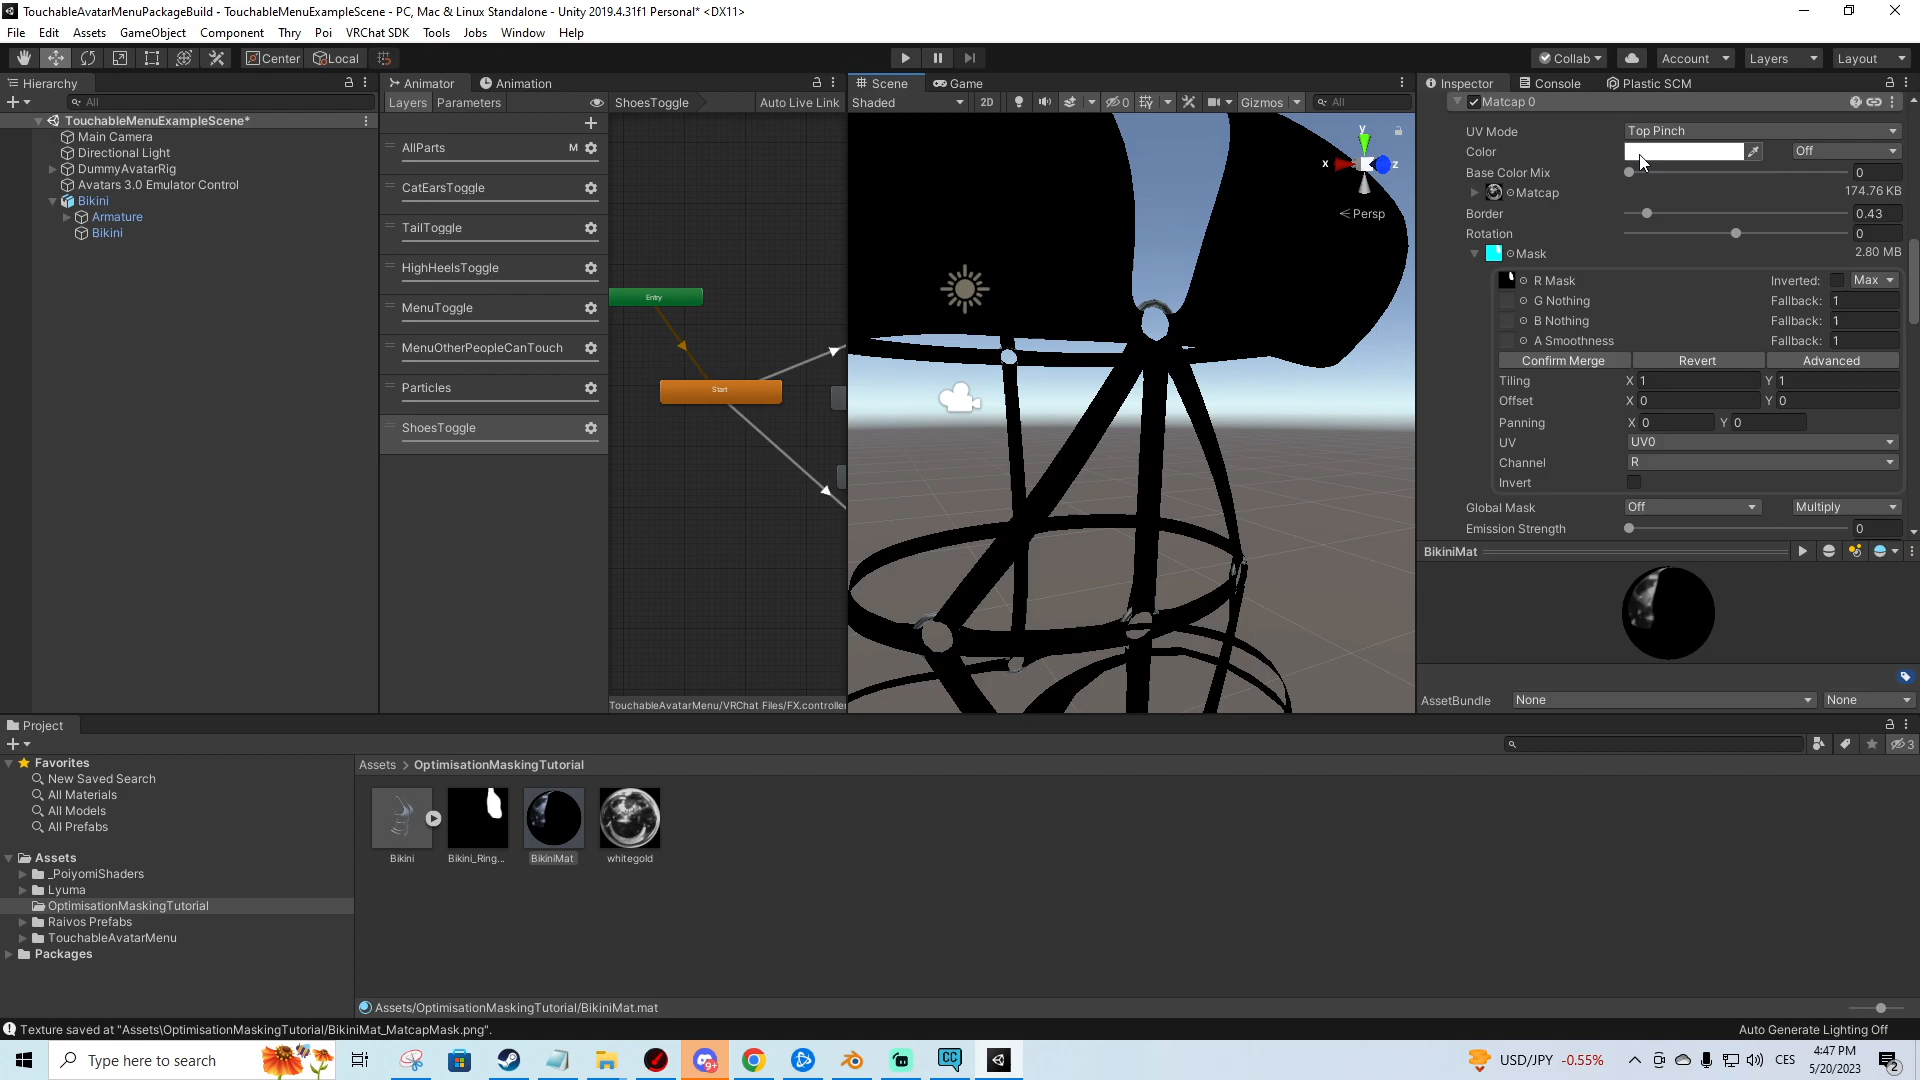 TouchableAvatarMenuPackageBuild - TouchableMenuExampleScene - PC, Mac & Linux Standalone - Unity 2019.4.31f1 Personal* <DX11>
File Edit Assets GameObject Component Thry Poi VRChat SDK Tools Jobs Window Help
Center Local Collab Account Layers Layout
Hierarchy
All
TouchableMenuExampleScene*
Main Camera
Directional Light
DummyAvatarRig
Avatars 3.0 Emulator Control
Bikini
Armature
Bikini
Animator Animation
Layers Parameters ShoesToggle Auto Live Link
AllParts M
CatEarsToggle
TailToggle
HighHeelsToggle
MenuToggle
MenuOtherPeopleCanTouch
Particles
ShoesToggle
Entry
Start
TouchableAvatarMenu/VRChat Files/FX.controller
Scene Game
Shaded 2D 0 Gizmos All
y
x z
Persp
Inspector Console Plastic SCM
Matcap 0
UV Mode Top Pinch
Color Off
Base Color Mix 0
Matcap 174.76 KB
Border 0.43
Rotation 0
Mask 2.80 MB
R Mask Inverted: Max
G Nothing Fallback: 1
B Nothing Fallback: 1
A Smoothness Fallback: 1
Confirm Merge Revert Advanced
Tiling X 1 Y 1
Offset X 0 Y 0
Panning X 0 Y 0
UV UV0
Channel R
Invert
Global Mask Off Multiply
Emission Strength 0
BikiniMat
AssetBundle None None
Project
3
Favorites
New Saved Search
All Materials
All Models
All Prefabs
Assets
_PoiyomiShaders
Lyuma
OptimisationMaskingTutorial
Raivos Prefabs
TouchableAvatarMenu
Packages
Assets > OptimisationMaskingTutorial
Bikini Bikini_Ring... BikiniMat whitegold
Assets/OptimisationMaskingTutorial/BikiniMat.mat
Texture saved at "Assets\OptimisationMaskingTutorial/BikiniMat_MatcapMask.png".
Auto Generate Lighting Off
Type here to search
9+
CC
USD/JPY -0.55%
CES
4:47 PM
5/20/2023
2